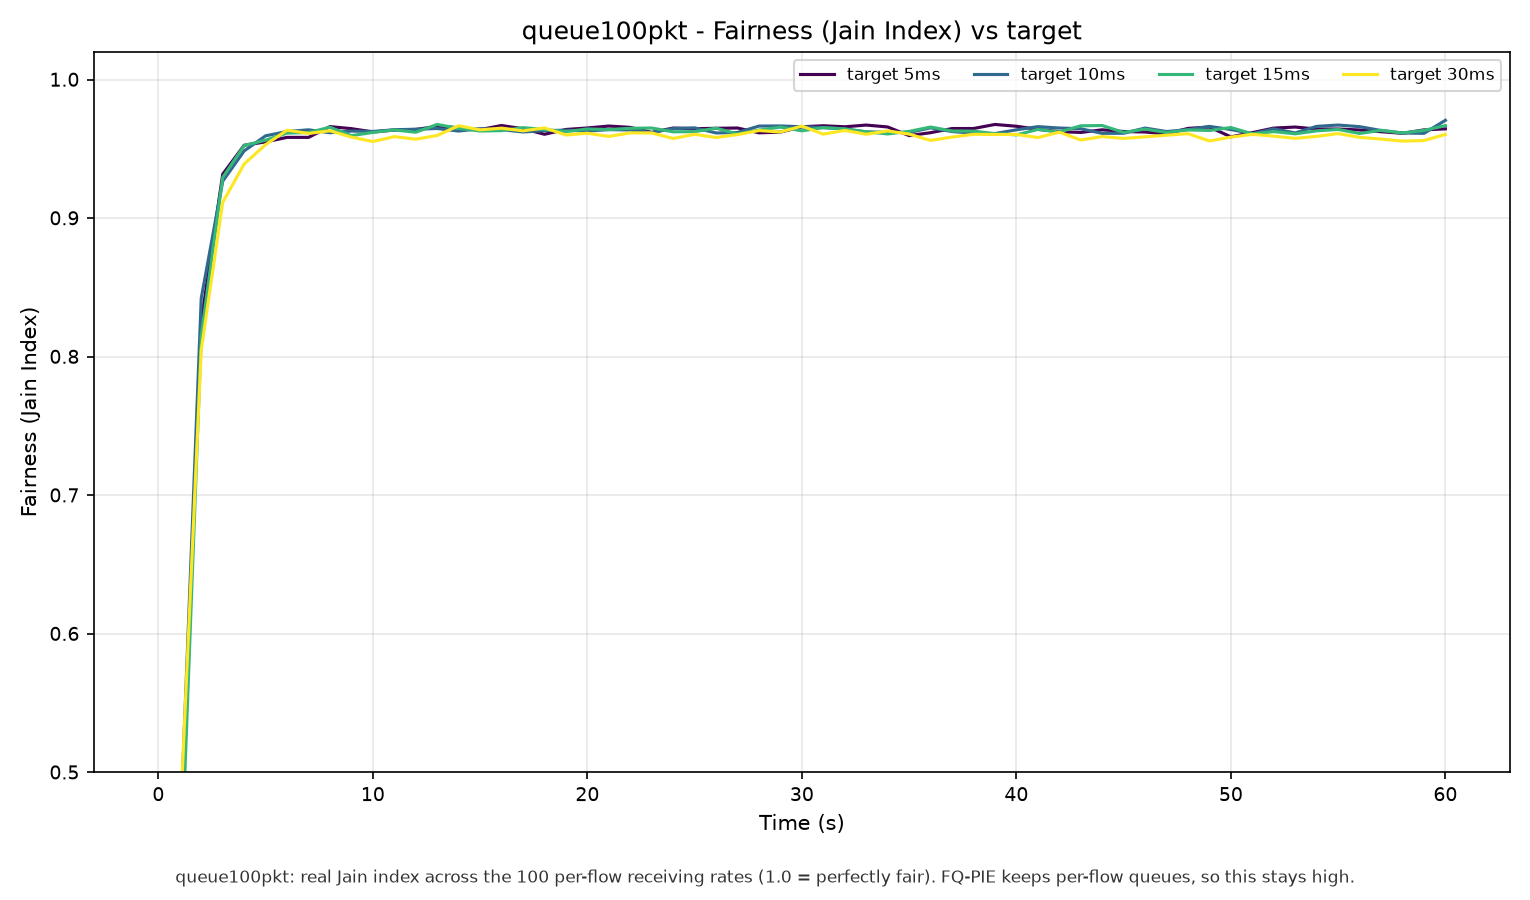 queue100pkt - Fairness (Jain Index) vs target
target 5ms target 10ms target 15ms target 30ms
Fairness (Jain Index)
1.0
0.9
0.8
0.7
0.6
0.5
0 10 20 30 40 50 60
Time (s)
queue100pkt: real Jain index across the 100 per-flow receiving rates (1.0 = perfectly fair). FQ-PIE keeps per-flow queues, so this stays high.